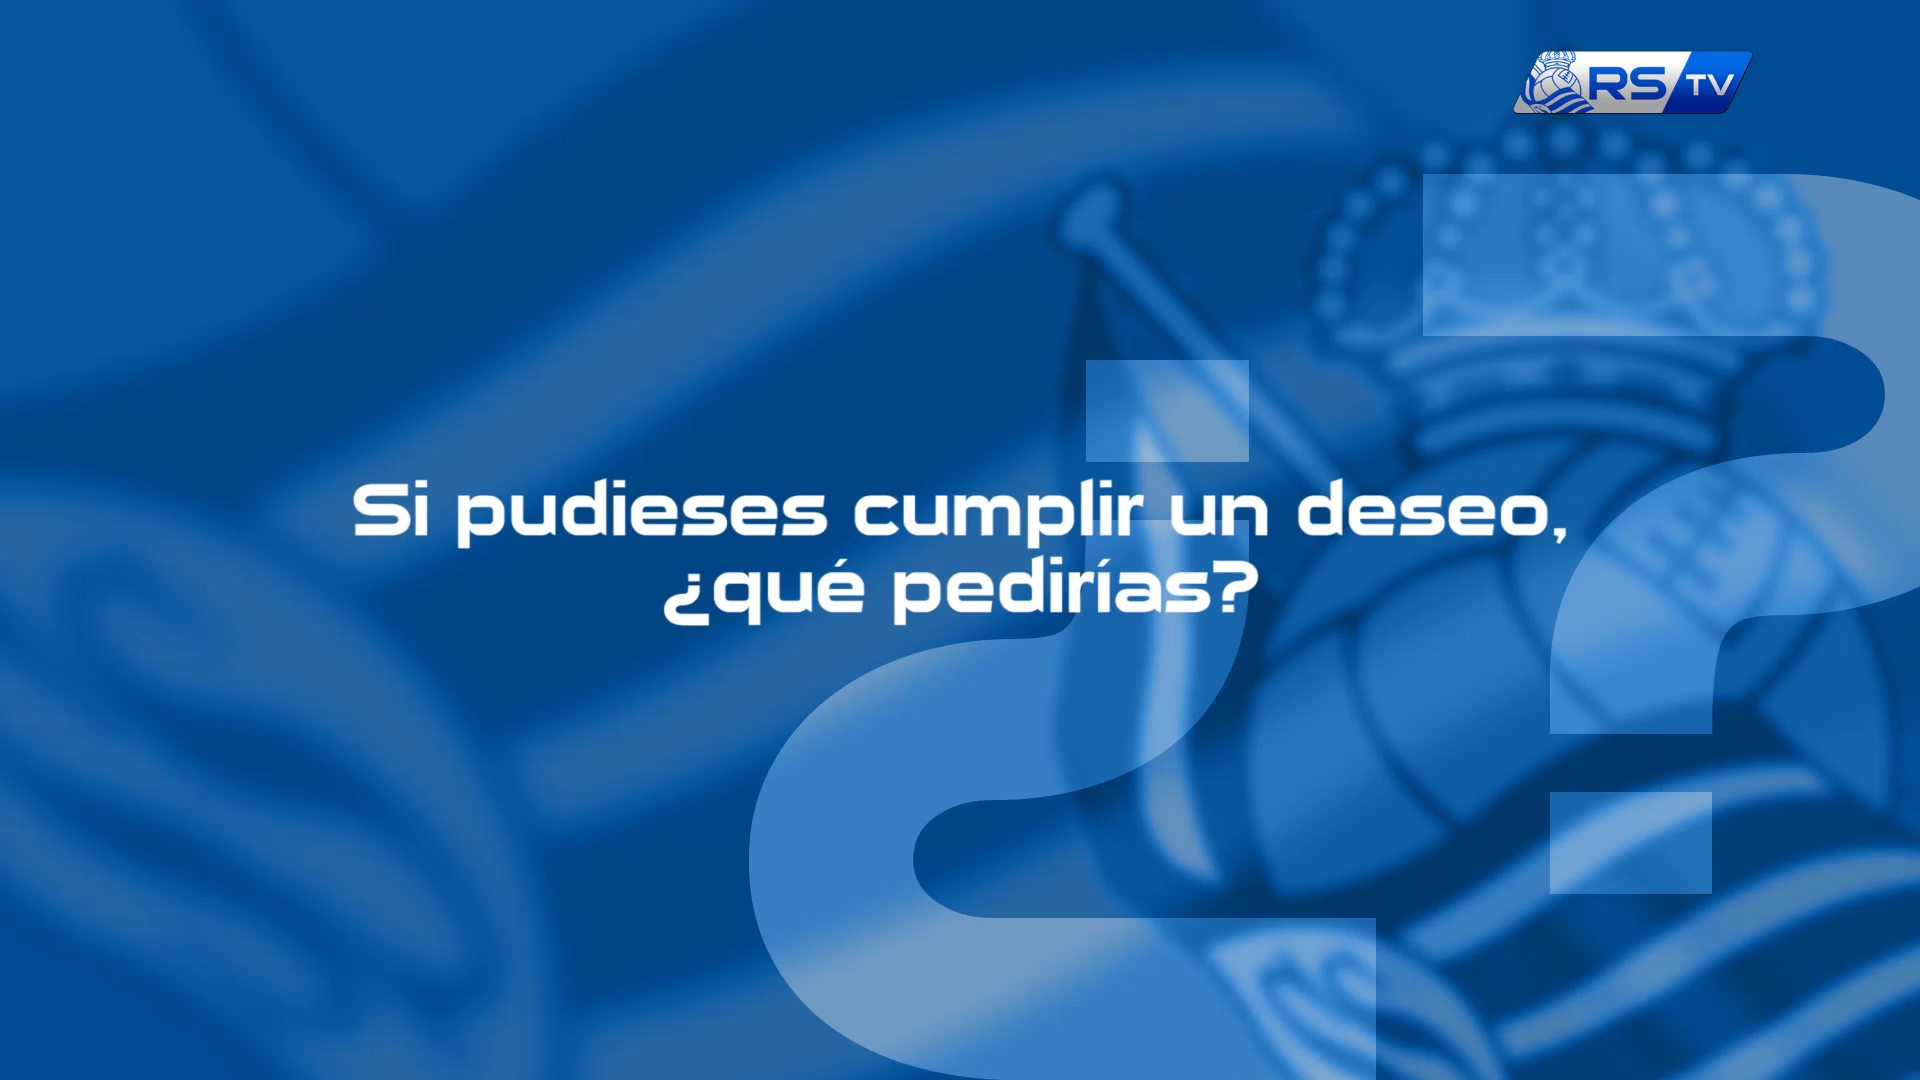 RS TV
Si pudieses cumplir un deseo,
¿qué pedirías?